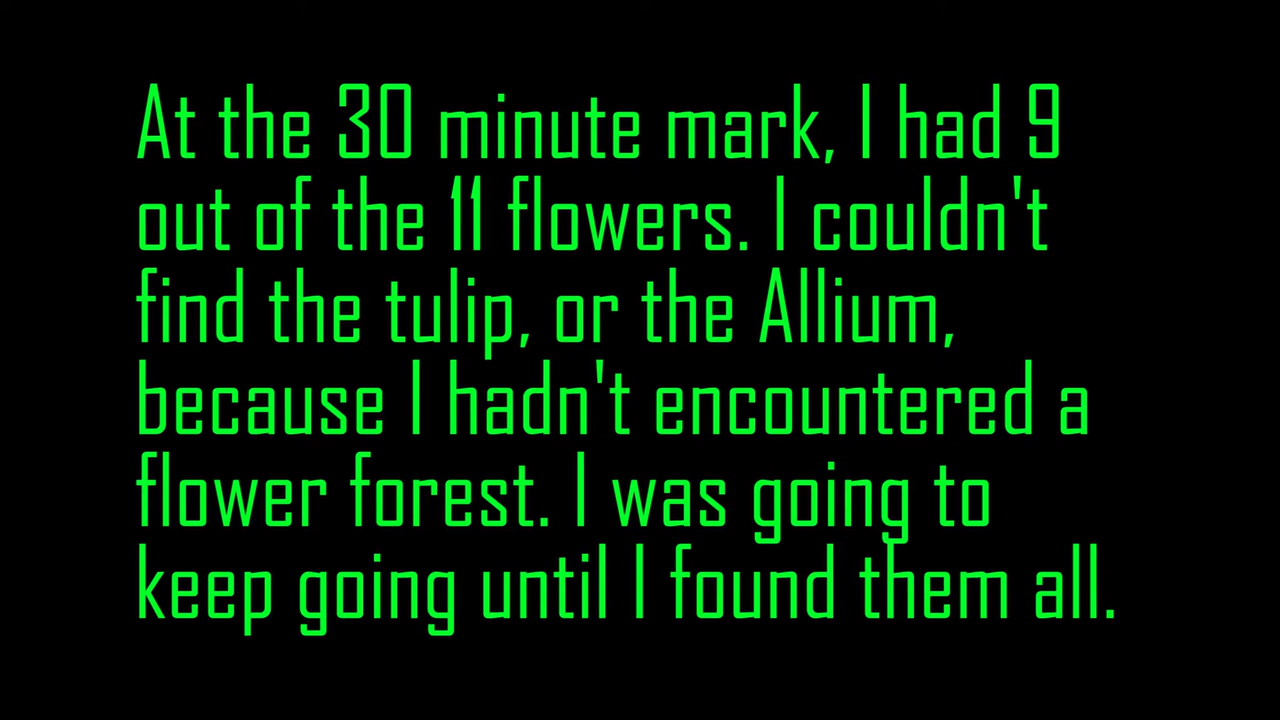 At the 30 minute mark, I had 9
out of the 11 flowers. I couldn't
find the tulip, or the Allium,
because I hadn't encountered a
flower forest. I was going to
keep going until I found them all.